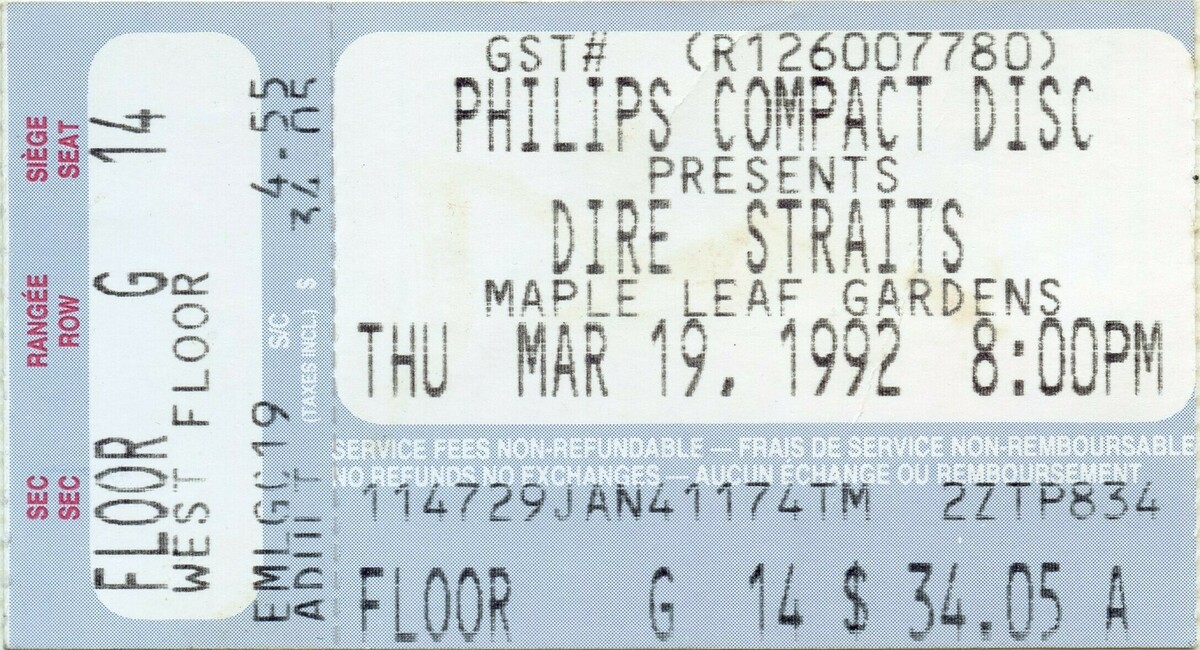 SIÈGE
SEAT
14
RANGÉE
ROW
G
SEC
SEC
FLOOR
WEST FLOOR
4.55
34.05
S/C
(TAXES INCL.) $
EMLGC19
ADULT
GST# (R126007780)
PHILIPS COMPACT DISC
PRESENTS
DIRE STRAITS
MAPLE LEAF GARDENS
THU MAR 19, 1992 8:00PM
SERVICE FEES NON-REFUNDABLE — FRAIS DE SERVICE NON-REMBOURSABLE
NO REFUNDS NO EXCHANGES — AUCUN ÉCHANGE OU REMBOURSEMENT
114729JAN41174TM 2ZTP834
FLOOR G 14 $ 34.05 A